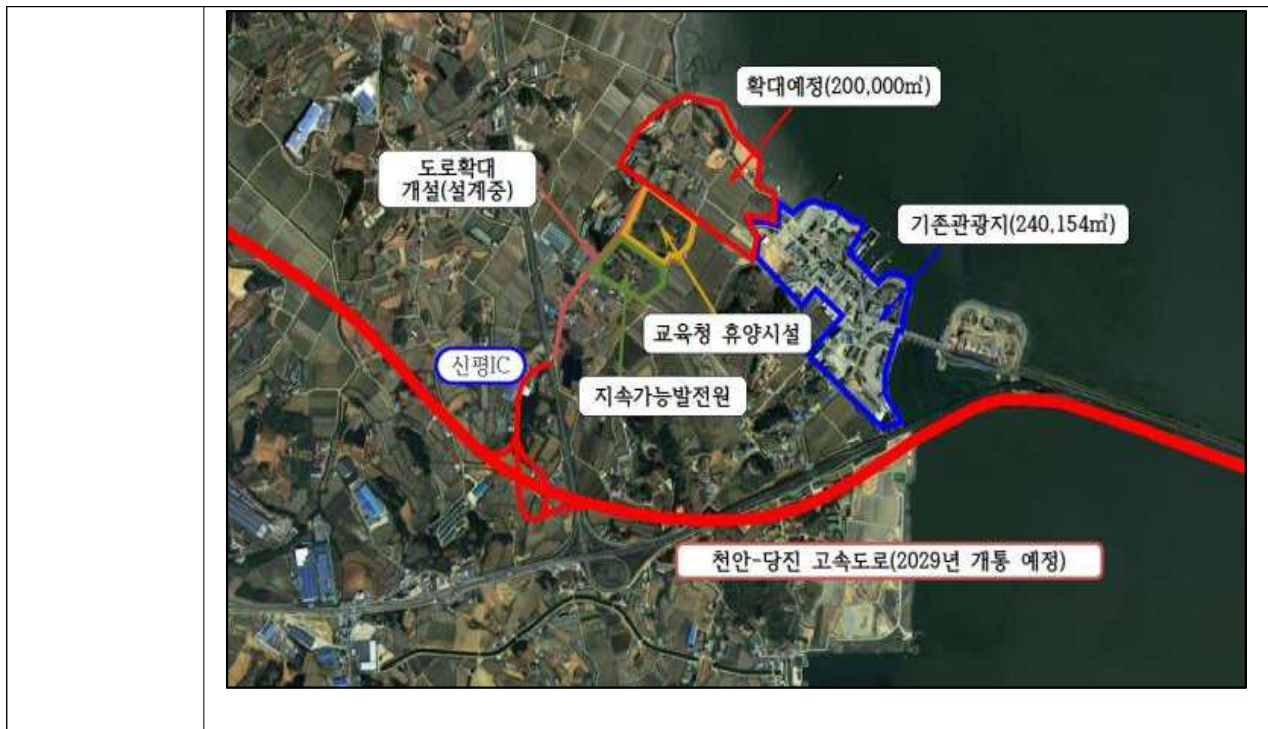 확대예정(200,000㎡)
도로확대
개설(설계중)
기존관광지(240,154㎡)
교육청 휴양시설
신평IC
지속가능발전원
천안-당진 고속도로(2029년 개통 예정)